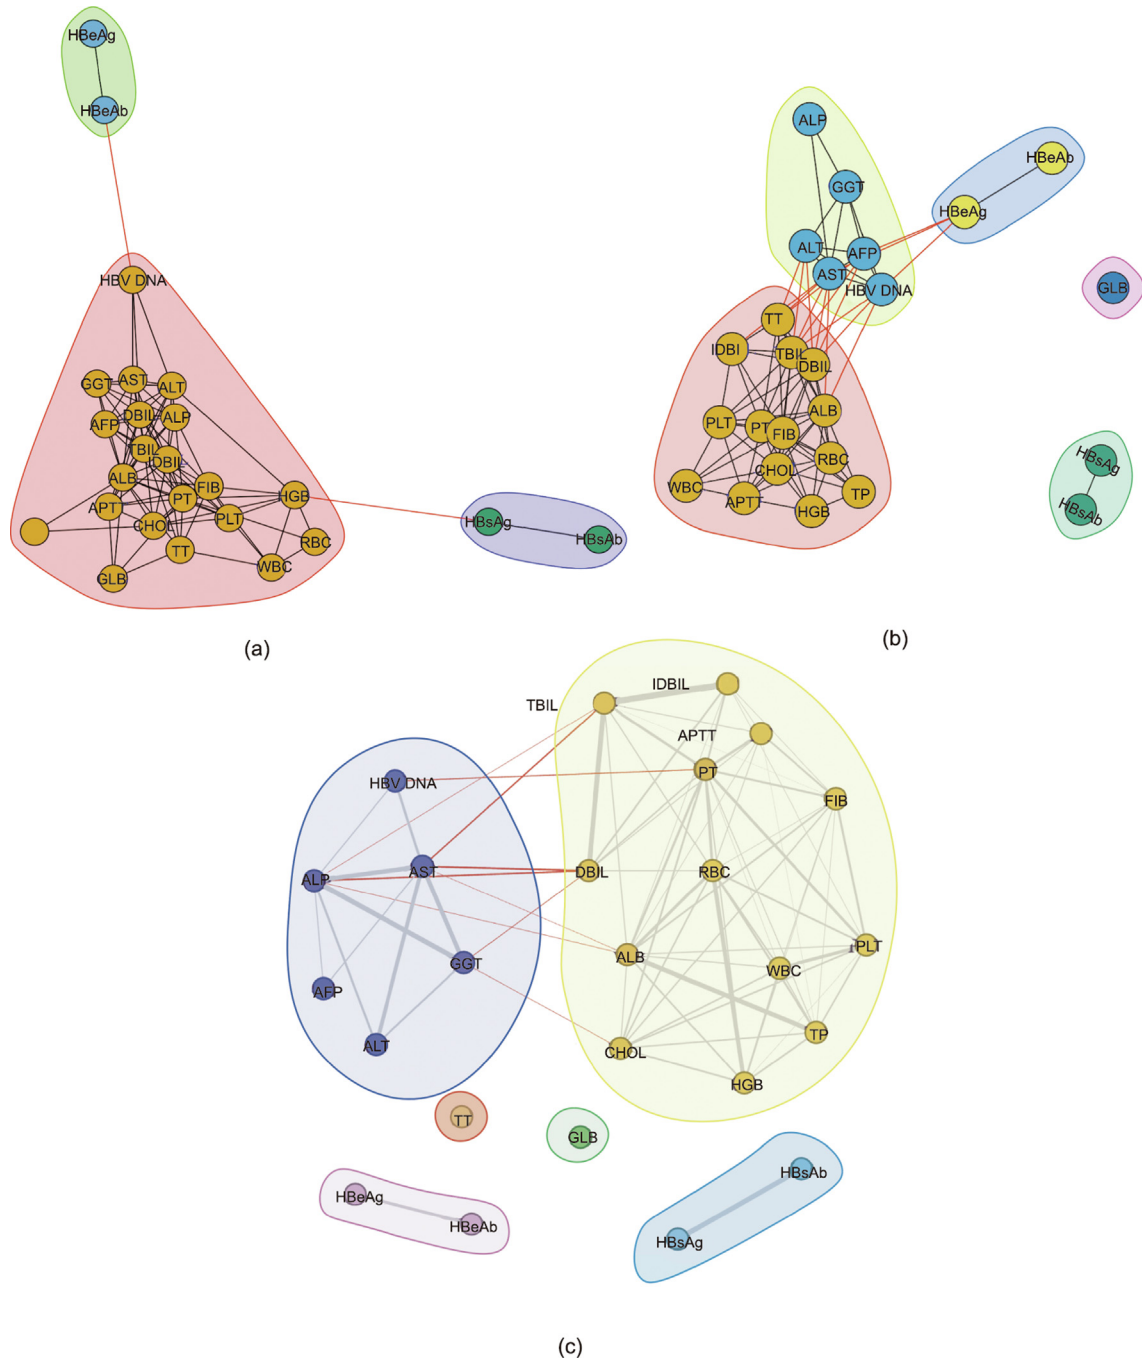 HBeAg
HBeAb
HBV DNA
GGT
AST
ALT
AFP
DBIL
ALP
TBIL
IDBIL
ALB
FIB
APT
PT
HGB
CHOL
PLT
TT
RBC
WBC
GLB
HBsAg
HBsAb
(a)
ALP
GGT
HBeAb
HBeAg
ALT
AFP
AST
HBV DNA
GLB
TT
IDBI
TBIL
DBIL
PLT
PT
FIB
ALB
CHOL
RBC
WBC
APTT
HGB
TP
HBsAg
HBsAb
(b)
IDBIL
TBIL
APTT
HBV DNA
PT
FIB
ALP
AST
DBIL
RBC
GGT
ALB
WBC
PLT
AFP
ALT
CHOL
TP
HGB
TT
GLB
HBeAg
HBeAb
HBsAb
HBsAg
(c)